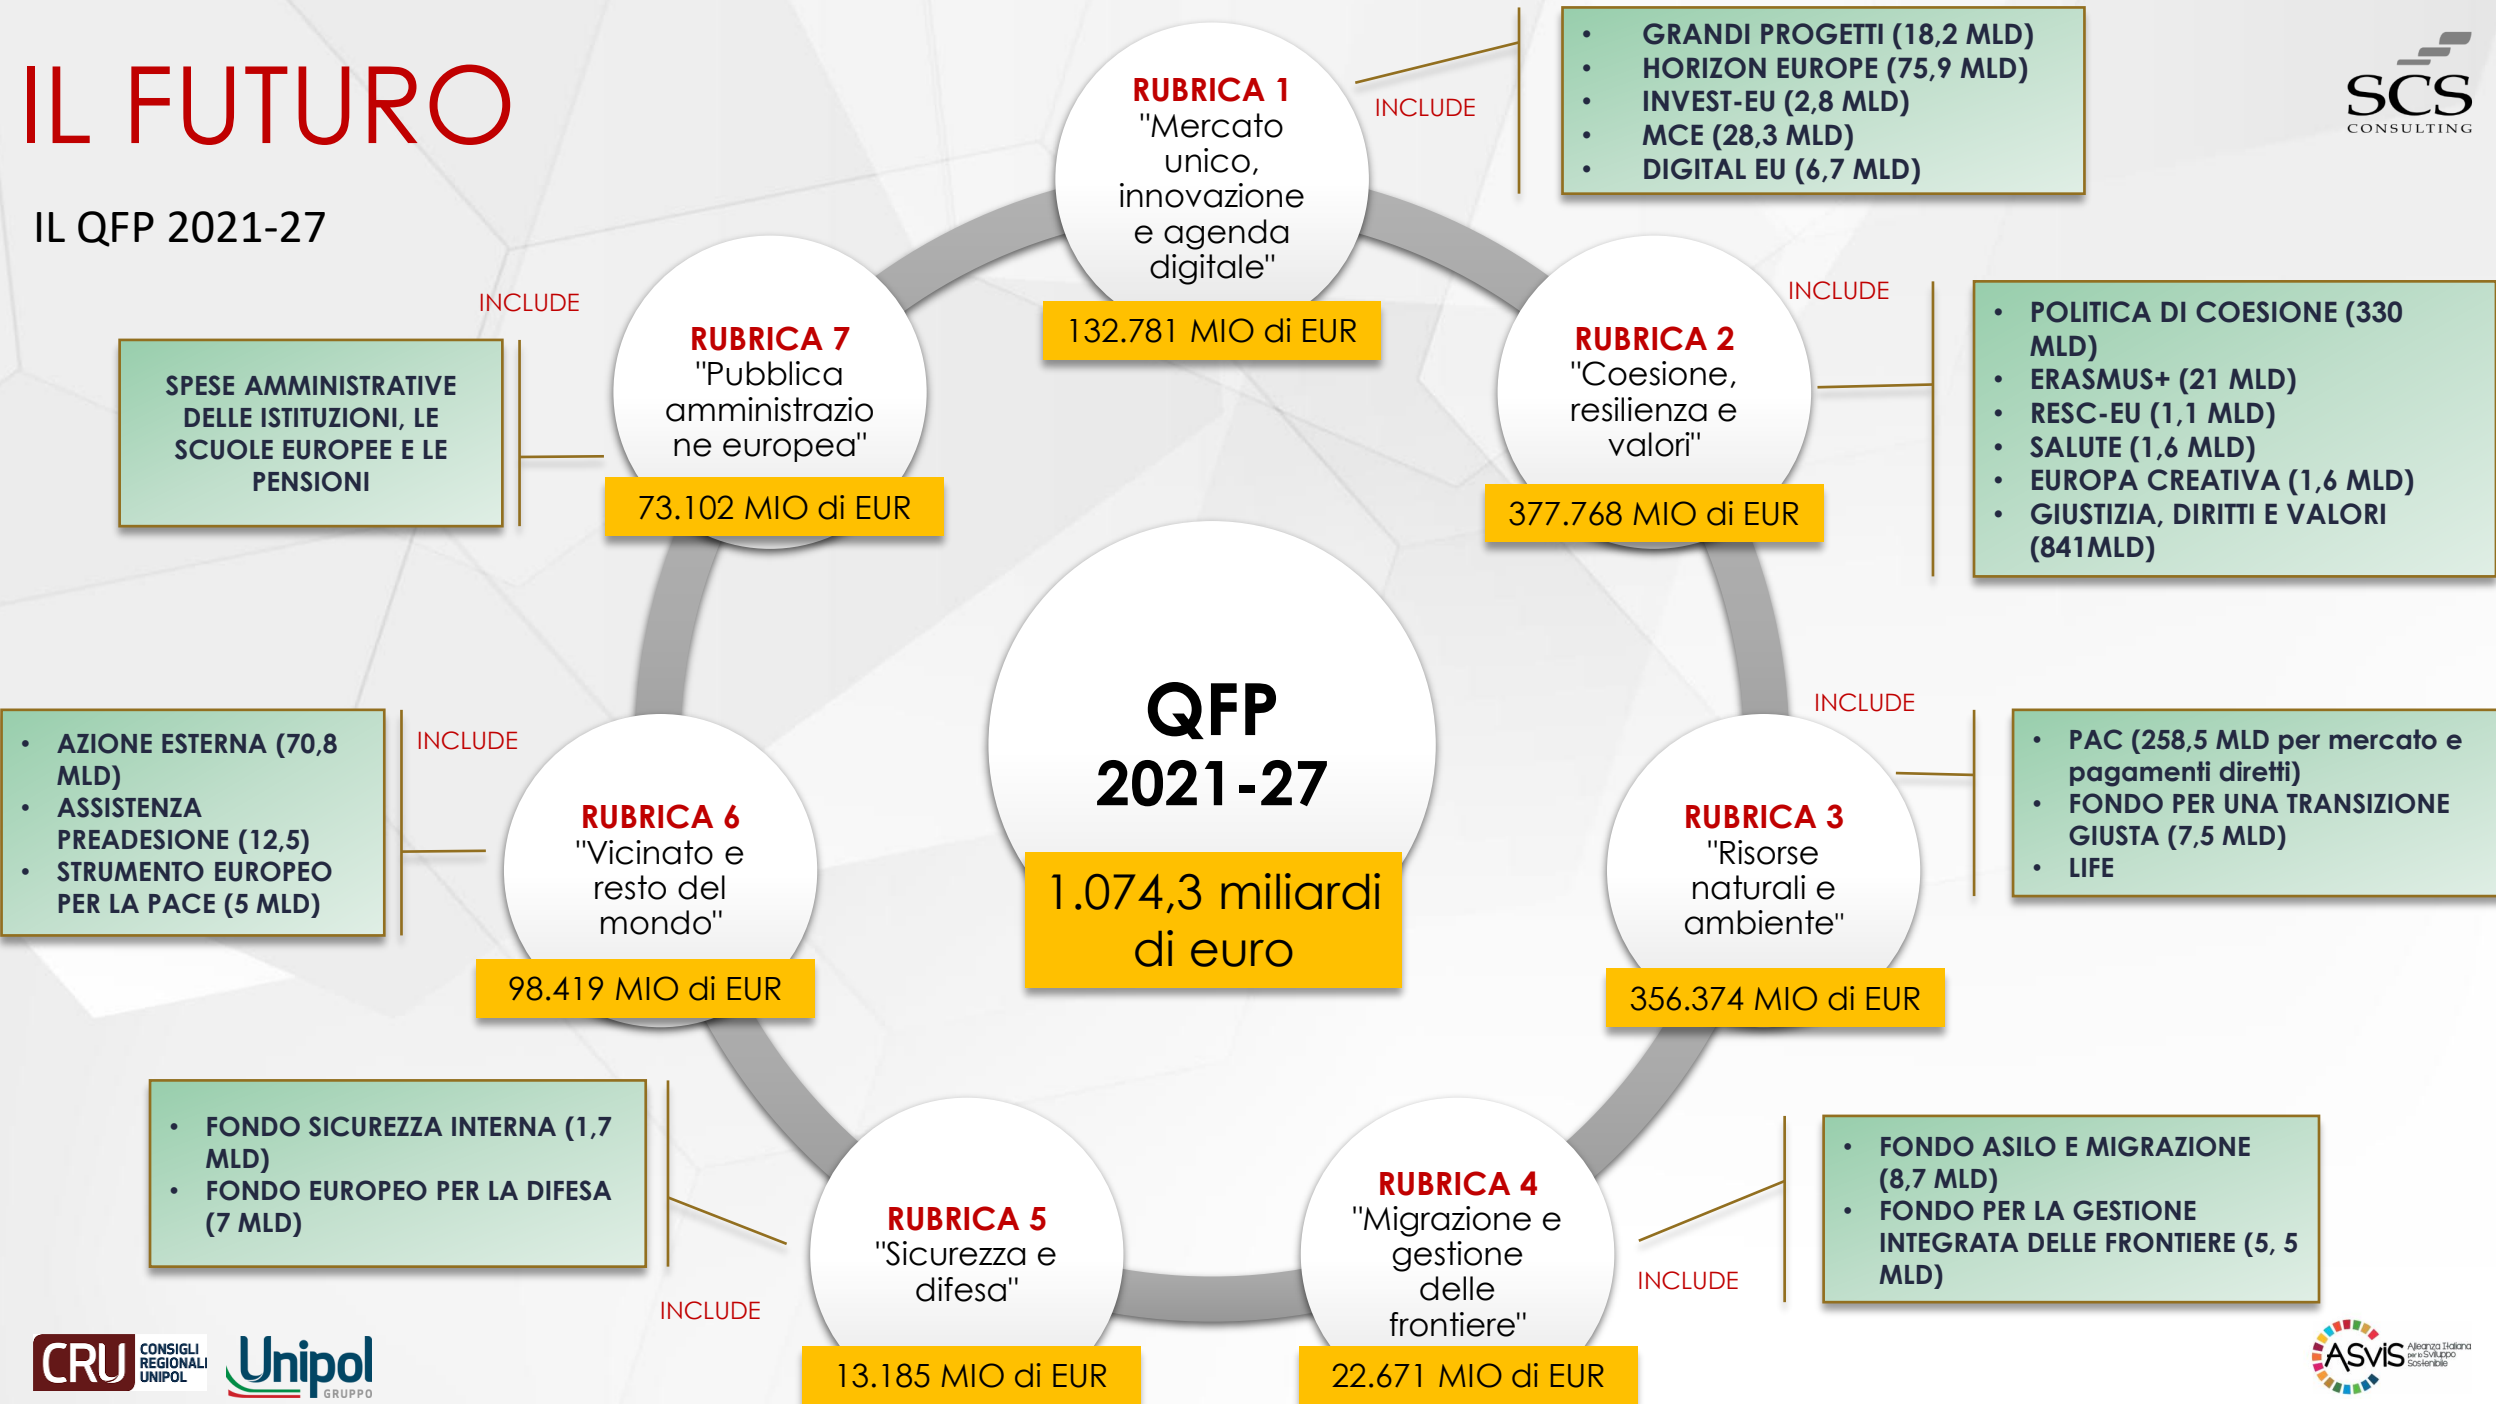 IL FUTURO
IL QFP 2021-27
RUBRICA 1
"Mercato
unico,
innovazione
e agenda
digitale"
132.781 MIO di EUR
INCLUDE
• GRANDI PROGETTI (18,2 MLD)
• HORIZON EUROPE (75,9 MLD)
• INVEST-EU (2,8 MLD)
• MCE (28,3 MLD)
• DIGITAL EU (6,7 MLD)
SCS
CONSULTING
RUBRICA 2
"Coesione,
resilienza e
valori"
377.768 MIO di EUR
INCLUDE
• POLITICA DI COESIONE (330
MLD)
• ERASMUS+ (21 MLD)
• RESC-EU (1,1 MLD)
• SALUTE (1,6 MLD)
• EUROPA CREATIVA (1,6 MLD)
• GIUSTIZIA, DIRITTI E VALORI
(841MLD)
RUBRICA 3
"Risorse
naturali e
ambiente"
356.374 MIO di EUR
INCLUDE
• PAC (258,5 MLD per mercato e
pagamenti diretti)
• FONDO PER UNA TRANSIZIONE
GIUSTA (7,5 MLD)
• LIFE
RUBRICA 4
"Migrazione e
gestione
delle
frontiere"
22.671 MIO di EUR
INCLUDE
• FONDO ASILO E MIGRAZIONE
(8,7 MLD)
• FONDO PER LA GESTIONE
INTEGRATA DELLE FRONTIERE (5, 5
MLD)
RUBRICA 5
"Sicurezza e
difesa"
13.185 MIO di EUR
INCLUDE
• FONDO SICUREZZA INTERNA (1,7
MLD)
• FONDO EUROPEO PER LA DIFESA
(7 MLD)
RUBRICA 6
"Vicinato e
resto del
mondo"
98.419 MIO di EUR
INCLUDE
• AZIONE ESTERNA (70,8
MLD)
• ASSISTENZA
PREADESIONE (12,5)
• STRUMENTO EUROPEO
PER LA PACE (5 MLD)
RUBRICA 7
"Pubblica
amministrazio
ne europea"
73.102 MIO di EUR
INCLUDE
SPESE AMMINISTRATIVE
DELLE ISTITUZIONI, LE
SCUOLE EUROPEE E LE
PENSIONI
QFP
2021-27
1.074,3 miliardi
di euro
CRU
CONSIGLI
REGIONALI
UNIPOL
Unipol
GRUPPO
ASviS
Alleanza Italiana
per lo Sviluppo
Sostenibile